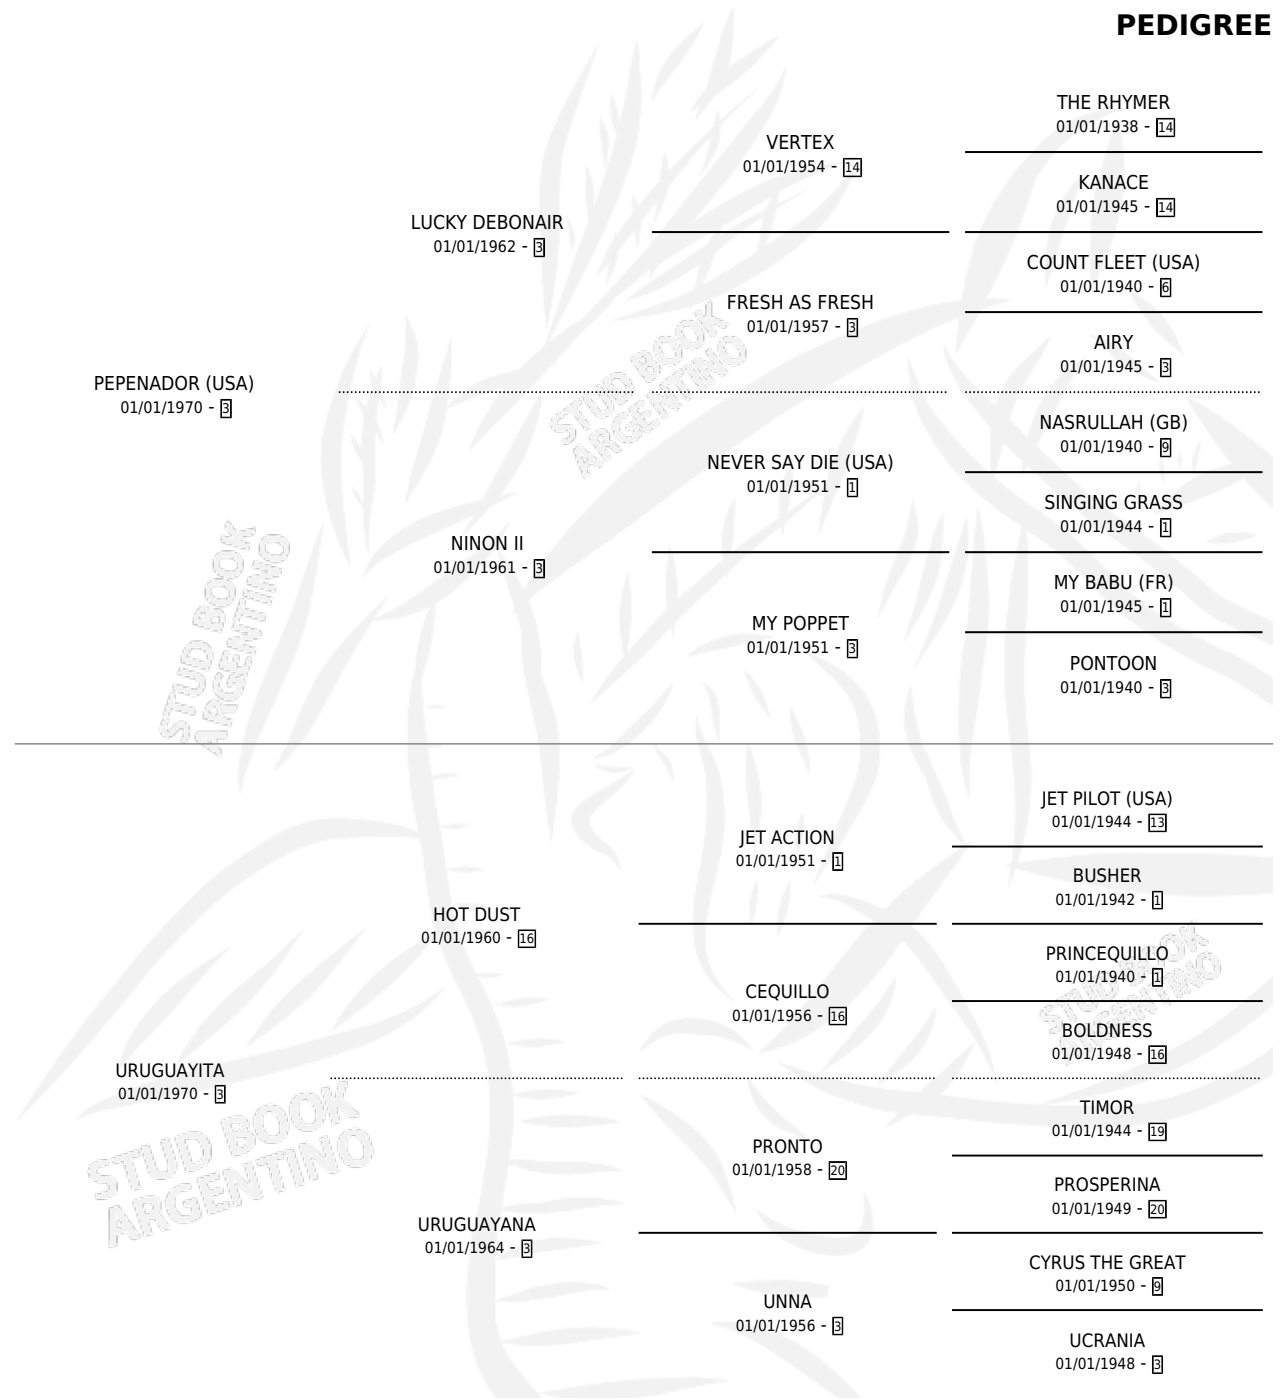 PEDIGREE
THE RHYMER
01/01/1938 - 14
VERTEX
01/01/1954 - 14
KANACE
01/01/1945 - 14
LUCKY DEBONAIR
01/01/1962 - 3
COUNT FLEET (USA)
01/01/1940 - 6
FRESH AS FRESH
01/01/1957 - 3
AIRY
01/01/1945 - 3
PEPENADOR (USA)
01/01/1970 - 3
NASRULLAH (GB)
01/01/1940 - 9
NEVER SAY DIE (USA)
01/01/1951 - 1
SINGING GRASS
01/01/1944 - 1
NINON II
01/01/1961 - 3
MY BABU (FR)
01/01/1945 - 1
MY POPPET
01/01/1951 - 3
PONTOON
01/01/1940 - 3
JET PILOT (USA)
01/01/1944 - 13
JET ACTION
01/01/1951 - 1
BUSHER
01/01/1942 - 1
HOT DUST
01/01/1960 - 16
PRINCEQUILLO
01/01/1940 - 1
CEQUILLO
01/01/1956 - 16
BOLDNESS
01/01/1948 - 16
URUGUAYITA
01/01/1970 - 3
TIMOR
01/01/1944 - 19
PRONTO
01/01/1958 - 20
PROSPERINA
01/01/1949 - 20
URUGUAYANA
01/01/1964 - 3
CYRUS THE GREAT
01/01/1950 - 9
UNNA
01/01/1956 - 3
UCRANIA
01/01/1948 - 3
STUD BOOK
ARGENTINO
STUD BOOK
ARGENTINO
STUD BOOK
ARGENTINO
STUD BOOK
ARGENTINO